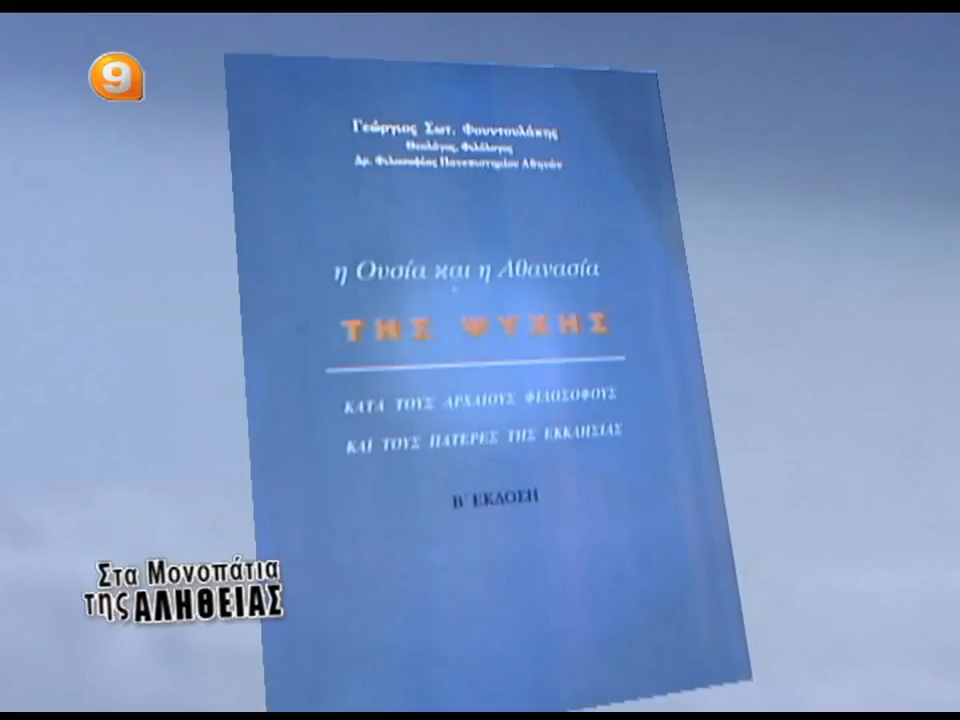 9
Γεώργιος Σωτ. Φουντουλάκης
Θεολόγος, Φιλόλογος
Δρ. Φιλοσοφίας Πανεπιστημίου Αθηνών
η Ουσία και η Αθανασία
ΤΗΣ ΨΥΧΗΣ
ΚΑΤΑ ΤΟΥΣ ΑΡΧΑΙΟΥΣ ΦΙΛΟΣΟΦΟΥΣ
ΚΑΙ ΤΟΥΣ ΠΑΤΕΡΕΣ ΤΗΣ ΕΚΚΛΗΣΙΑΣ
Β' ΕΚΔΟΣΗ
Στα Μονοπάτια
της ΑΛΗΘΕΙΑΣ